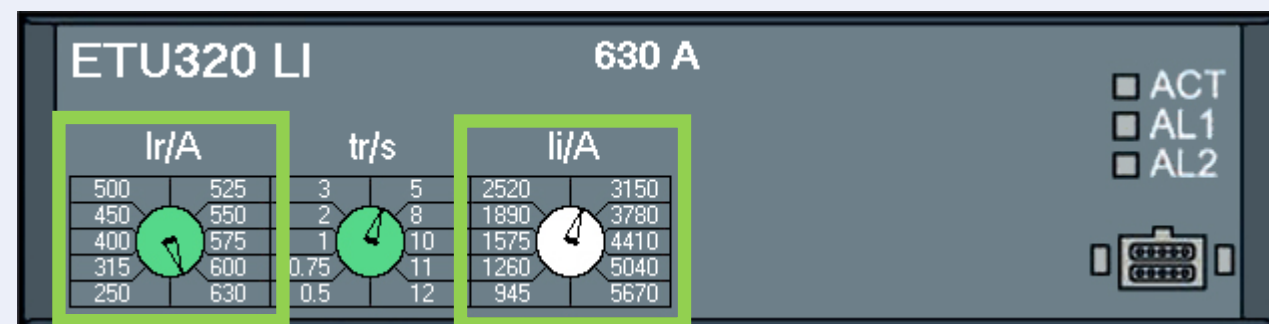 ETU320 LI 630 A
ACT
AL1
AL2
Ir/A tr/s Ii/A
500 525 3 5 2520 3150
450 550 2 8 1890 3780
400 575 1 10 1575 4410
315 600 0.75 11 1260 5040
250 630 0.5 12 945 5670